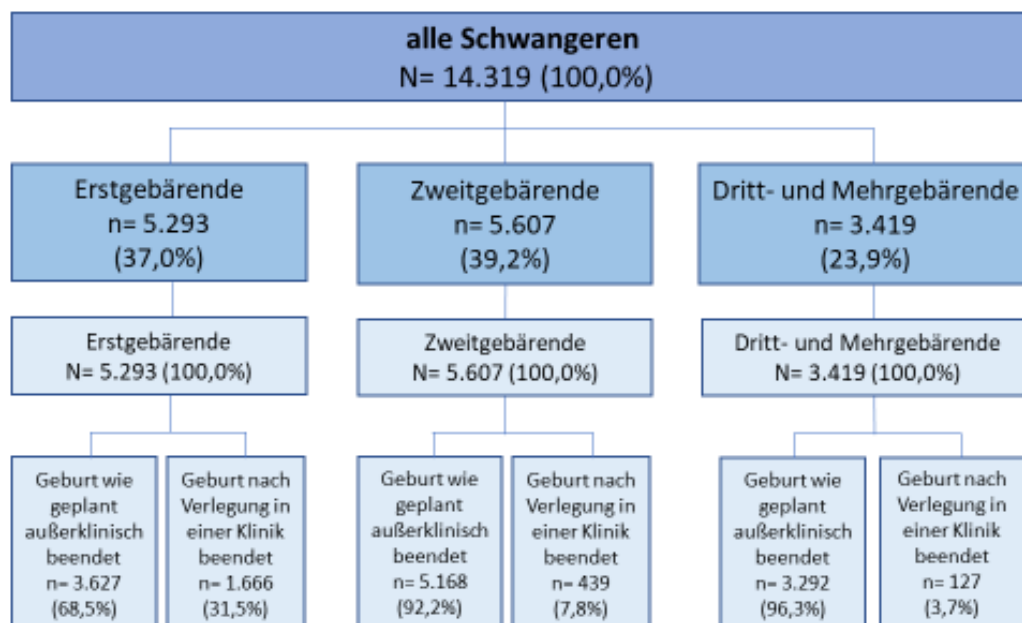 alle Schwangeren
N= 14.319 (100,0%)
Erstgebärende
n= 5.293
(37,0%)
Zweitgebärende
n= 5.607
(39,2%)
Dritt- und Mehrgebärende
n= 3.419
(23,9%)
Erstgebärende
N= 5.293 (100,0%)
Zweitgebärende
N= 5.607 (100,0%)
Dritt- und Mehrgebärende
N= 3.419 (100,0%)
Geburt wie
geplant
außerklinisch
beendet
n= 3.627
(68,5%)
Geburt nach
Verlegung in
einer Klinik
beendet
n= 1.666
(31,5%)
Geburt wie
geplant
außerklinisch
beendet
n= 5.168
(92,2%)
Geburt nach
Verlegung in
einer Klinik
beendet
n= 439
(7,8%)
Geburt wie
geplant
außerklinisch
beendet
n= 3.292
(96,3%)
Geburt nach
Verlegung in
einer Klinik
beendet
n= 127
(3,7%)